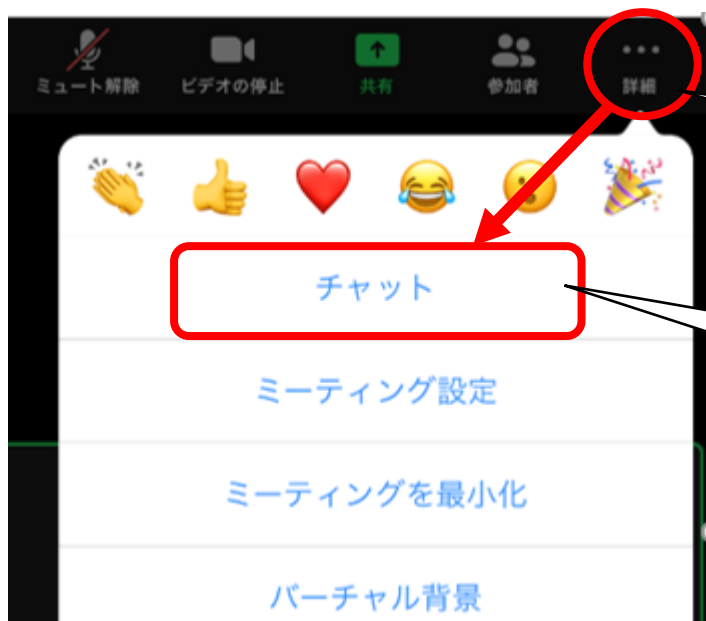 ミュート解除 ビデオの停止 共有 参加者 詳細
チャット
ミーティング設定
ミーティングを最小化
バーチャル背景